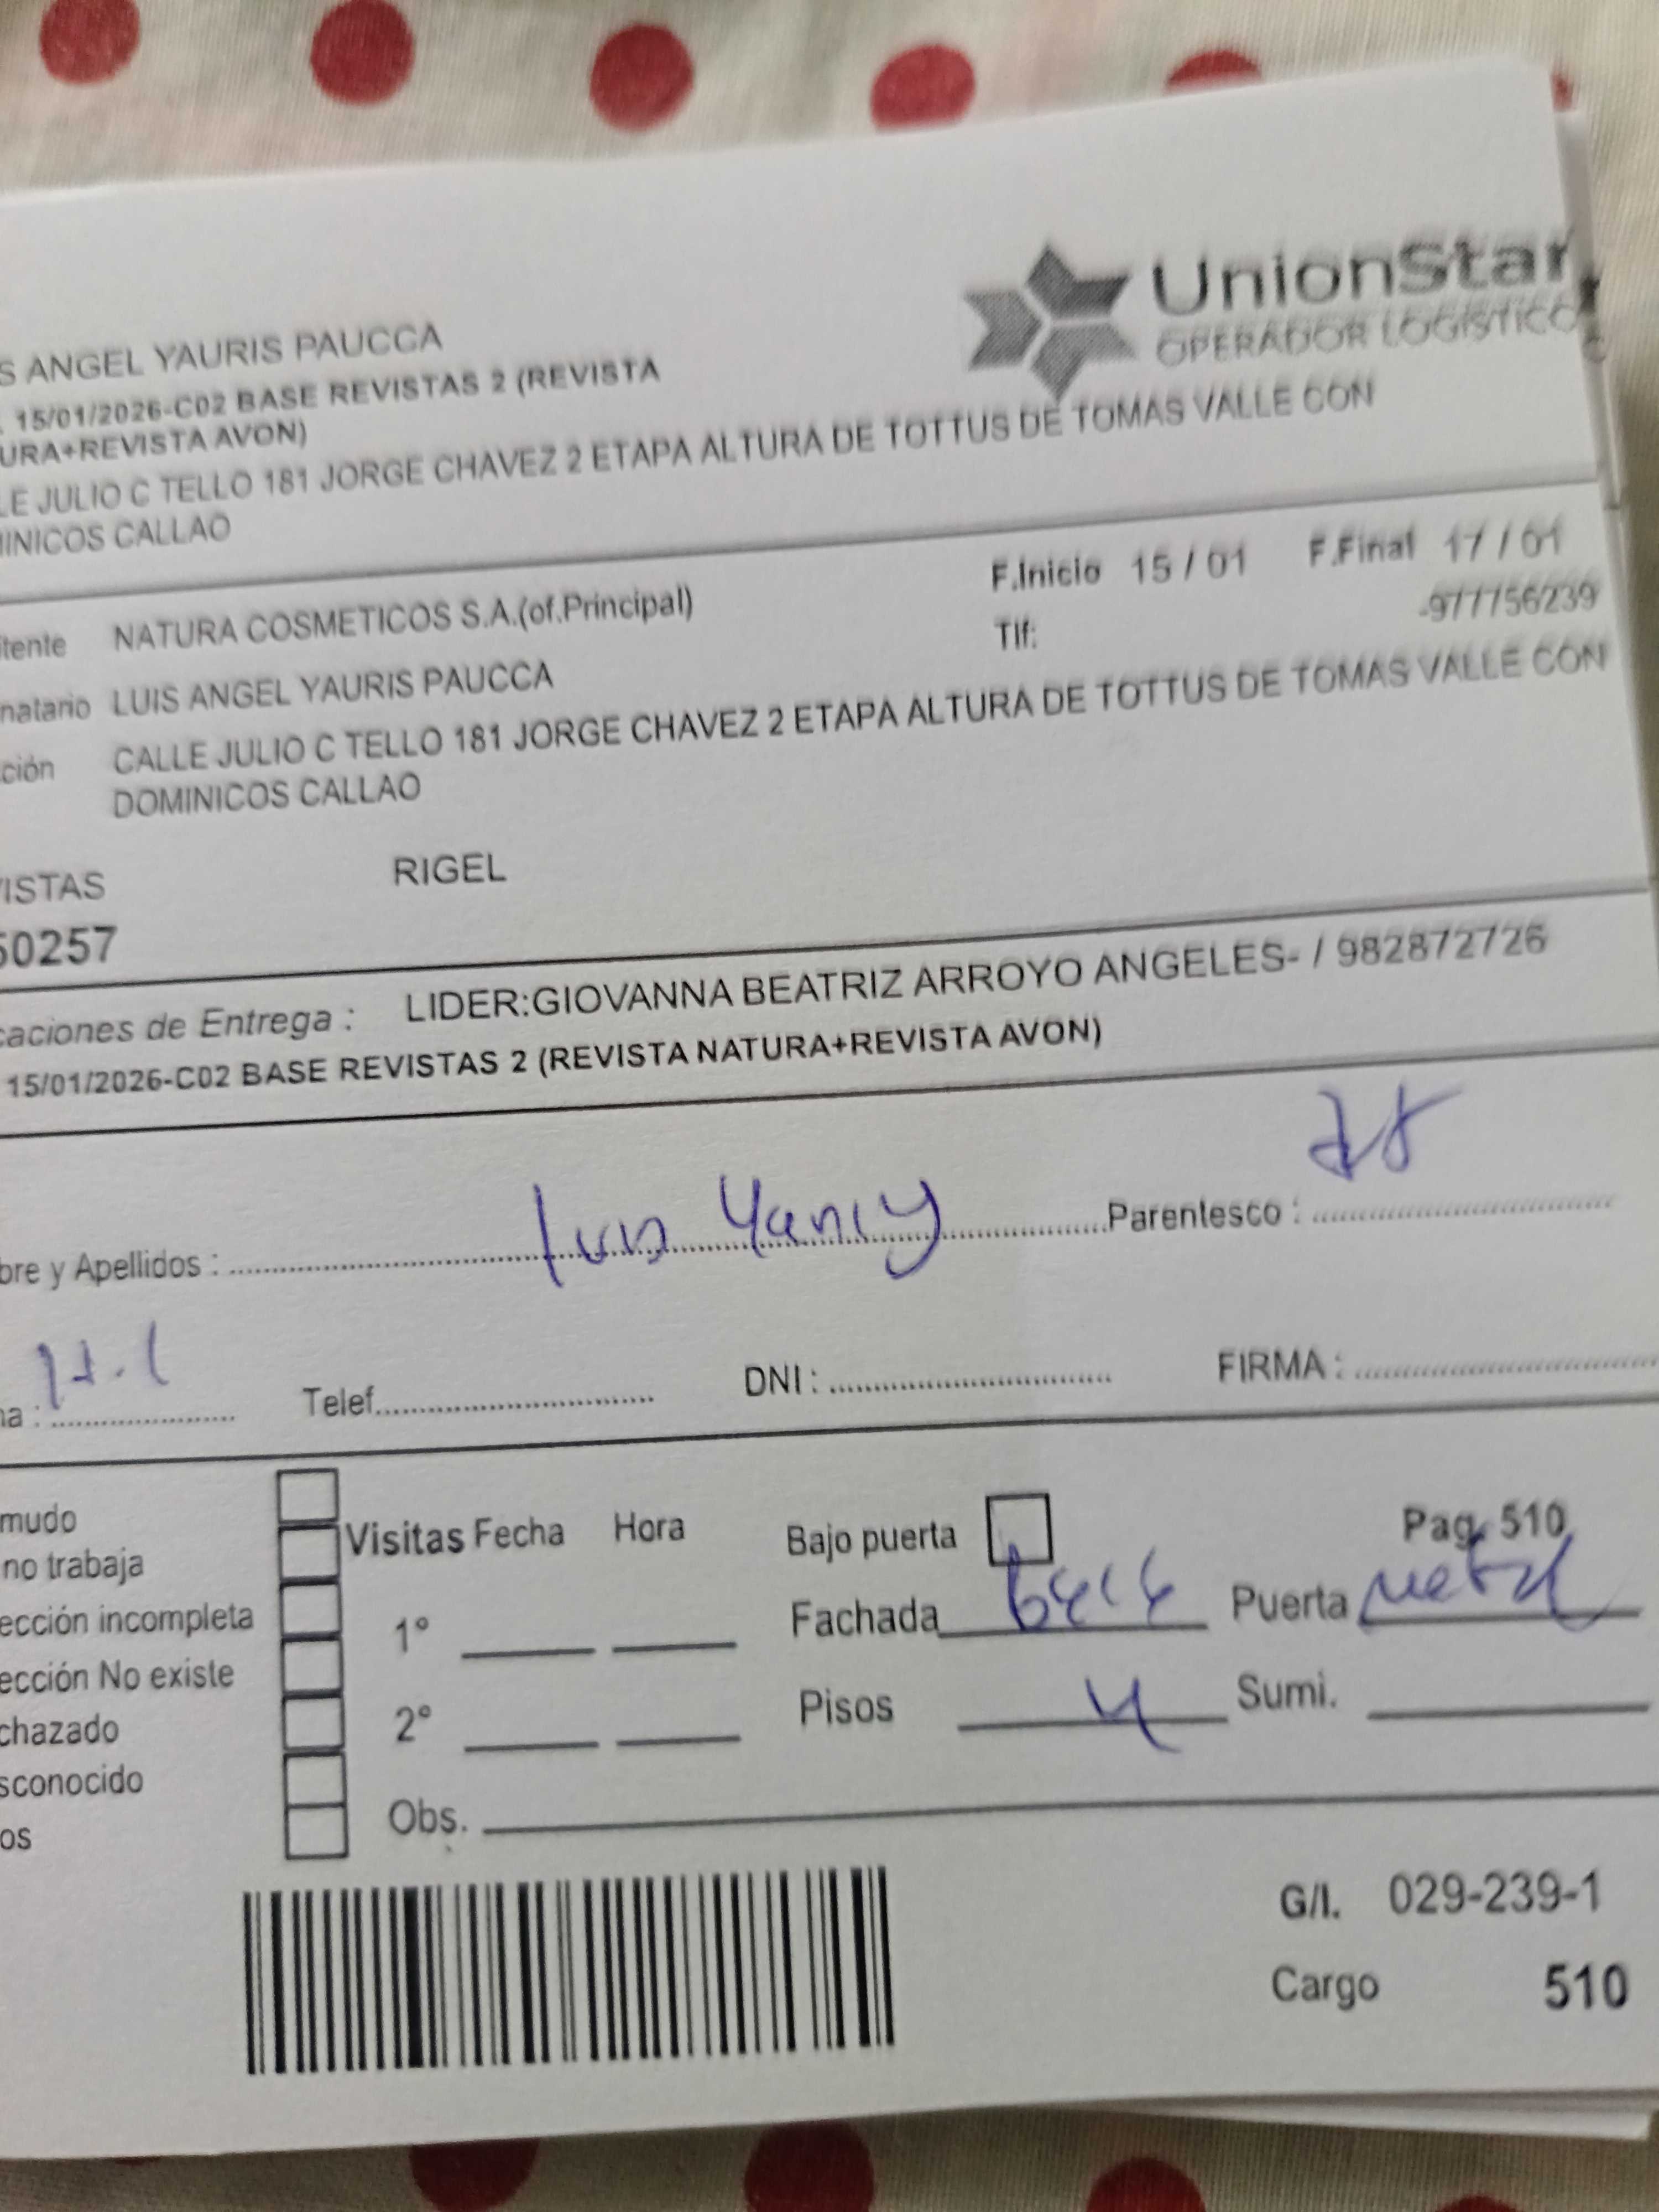 UnionStar
OPERADOR LOGÍSTICO
S ANGEL YAURIS PAUCCA
. 15/01/2026-C02 BASE REVISTAS 2 (REVISTA
URA+REVISTA AVON)
LE JULIO C TELLO 181 JORGE CHAVEZ 2 ETAPA ALTURA DE TOTTUS DE TOMAS VALLE CON
INICOS CALLAO
F.Inicio 15 / 01 F.Final 17 / 01
itente NATURA COSMETICOS S.A.(of.Principal)
Tlf: -977756239
natario LUIS ANGEL YAURIS PAUCCA
ción CALLE JULIO C TELLO 181 JORGE CHAVEZ 2 ETAPA ALTURA DE TOTTUS DE TOMAS VALLE CON
DOMINICOS CALLAO
ISTAS RIGEL
50257
caciones de Entrega : LIDER:GIOVANNA BEATRIZ ARROYO ANGELES- / 982872726
15/01/2026-C02 BASE REVISTAS 2 (REVISTA NATURA+REVISTA AVON)
bre y Apellidos : Luis Parentesco :
na : Telef. DNI : FIRMA :
mudo
no trabaja
ección incompleta
ección No existe
chazado
sconocido
os
Visitas Fecha Hora
1°
2°
Obs.
Bajo puerta Pag. 510
Fachada Puerta metal
Pisos 4 Sumi.
G/I. 029-239-1
Cargo 510